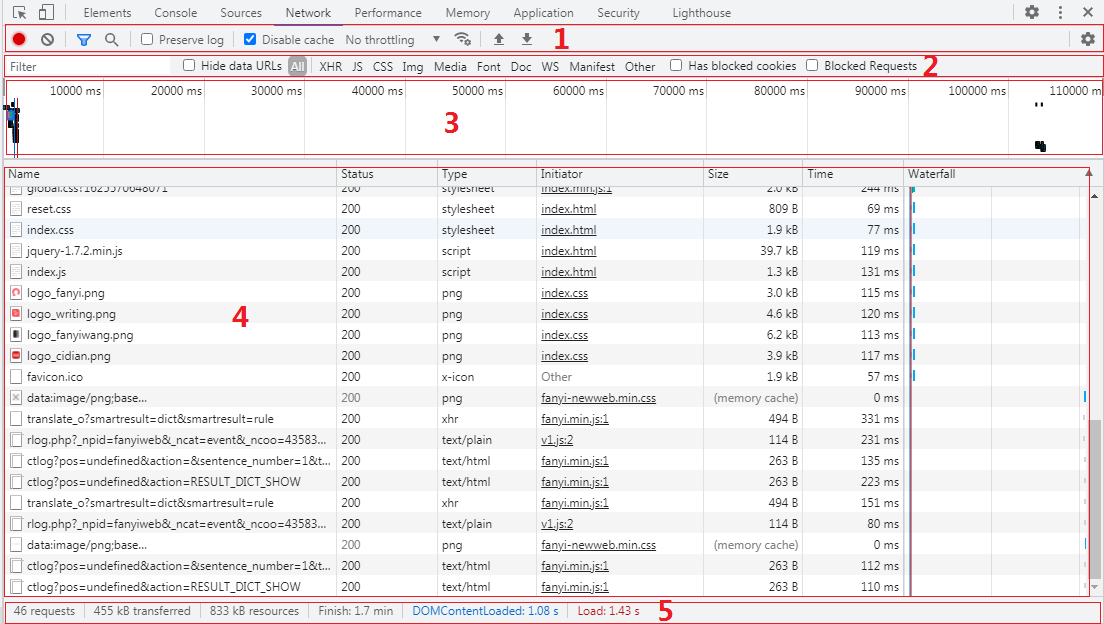 Elements Console Sources Network Performance Memory Application Security Lighthouse
Preserve log Disable cache No throttling 1
Filter Hide data URLs All XHR JS CSS Img Media Font Doc WS Manifest Other Has blocked cookies Blocked Requests 2
10000 ms 20000 ms 30000 ms 40000 ms 50000 ms 60000 ms 70000 ms 80000 ms 90000 ms 100000 ms 110000 m
3
Name Status Type Initiator Size Time Waterfall
global.css?1625570648071 200 stylesheet index.min.js:1 2.0 kB 244 ms
reset.css 200 stylesheet index.html 809 B 69 ms
index.css 200 stylesheet index.html 1.9 kB 77 ms
jquery-1.7.2.min.js 200 script index.html 39.7 kB 119 ms
index.js 200 script index.html 1.3 kB 131 ms
logo_fanyi.png 200 png index.css 3.0 kB 115 ms
logo_writing.png 200 png index.css 4.6 kB 120 ms
4
logo_fanyiwang.png 200 png index.css 6.2 kB 113 ms
logo_cidian.png 200 png index.css 3.9 kB 117 ms
favicon.ico 200 x-icon Other 1.9 kB 57 ms
data:image/png;base... 200 png fanyi-newweb.min.css (memory cache) 0 ms
translate_o?smartresult=dict&smartresult=rule 200 xhr fanyi.min.js:1 494 B 331 ms
rlog.php?_npid=fanyiweb&_ncat=event&_ncoo=43583... 200 text/plain v1.js:2 114 B 231 ms
ctlog?pos=undefined&action=&sentence_number=1&t... 200 text/html fanyi.min.js:1 263 B 135 ms
ctlog?pos=undefined&action=RESULT_DICT_SHOW 200 text/html fanyi.min.js:1 263 B 223 ms
translate_o?smartresult=dict&smartresult=rule 200 xhr fanyi.min.js:1 494 B 151 ms
rlog.php?_npid=fanyiweb&_ncat=event&_ncoo=43583... 200 text/plain v1.js:2 114 B 80 ms
data:image/png;base... 200 png fanyi-newweb.min.css (memory cache) 0 ms
ctlog?pos=undefined&action=&sentence_number=1&t... 200 text/html fanyi.min.js:1 263 B 112 ms
ctlog?pos=undefined&action=RESULT_DICT_SHOW 200 text/html fanyi.min.js:1 263 B 110 ms
46 requests 455 kB transferred 833 kB resources Finish: 1.7 min DOMContentLoaded: 1.08 s Load: 1.43 s 5